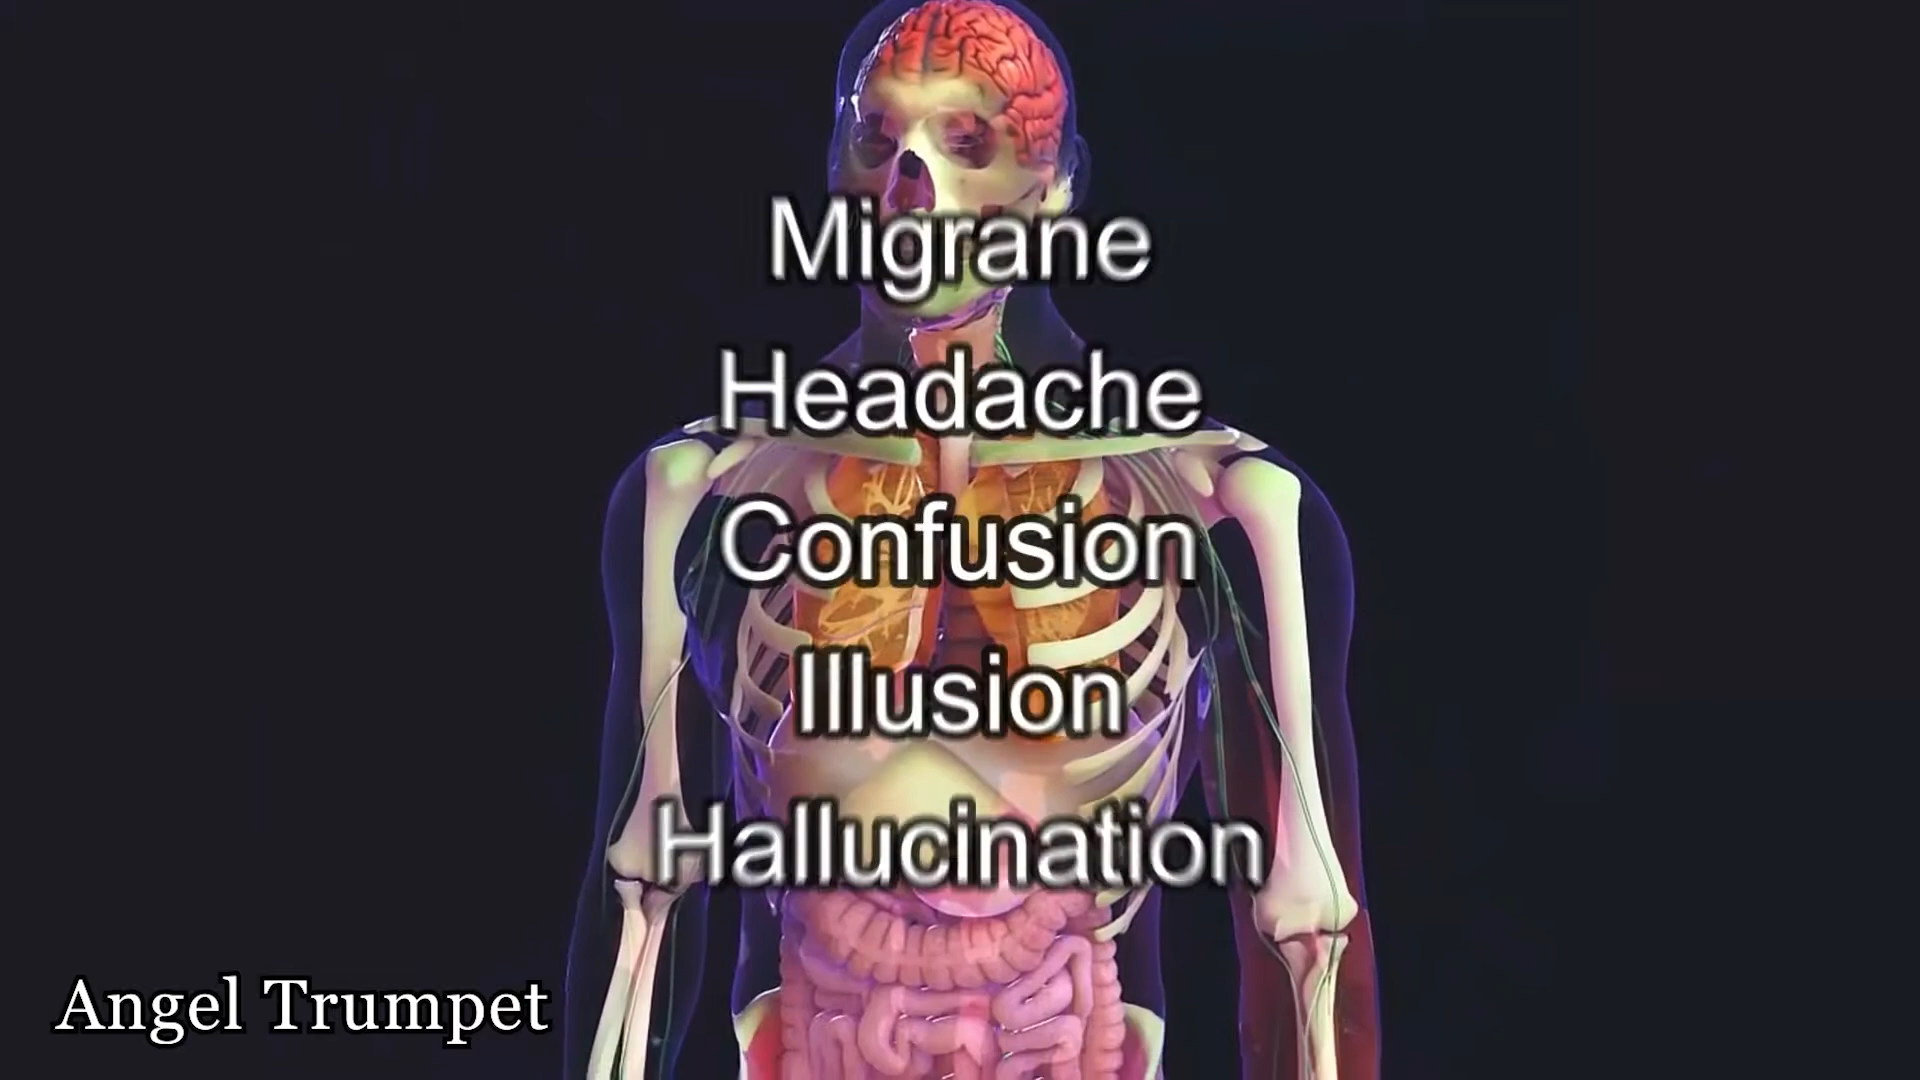 Migrane
Headache
Confusion
Illusion
Hallucination
Angel Trumpet